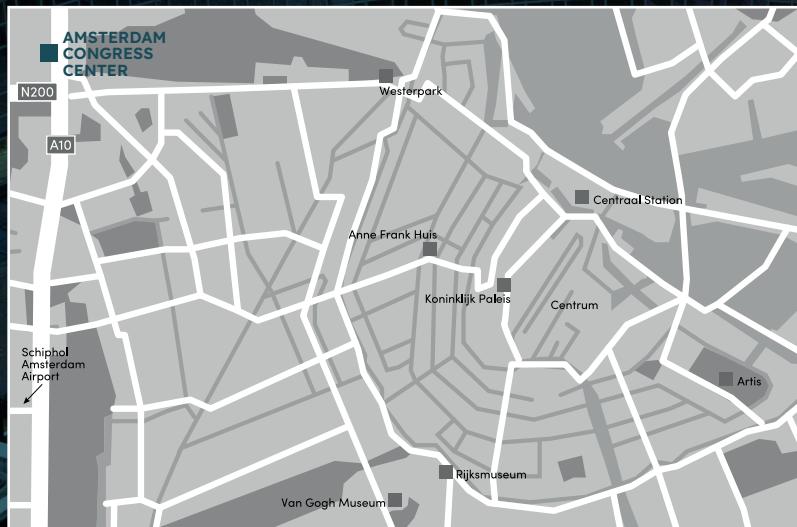 AMSTERDAM
CONGRESS
CENTER
N200
Westerpark
A10
Centraal Station
Anne Frank Huis
Koninklijk Paleis
Centrum
Schiphol
Amsterdam
Airport
Artis
Rijksmuseum
Van Gogh Museum